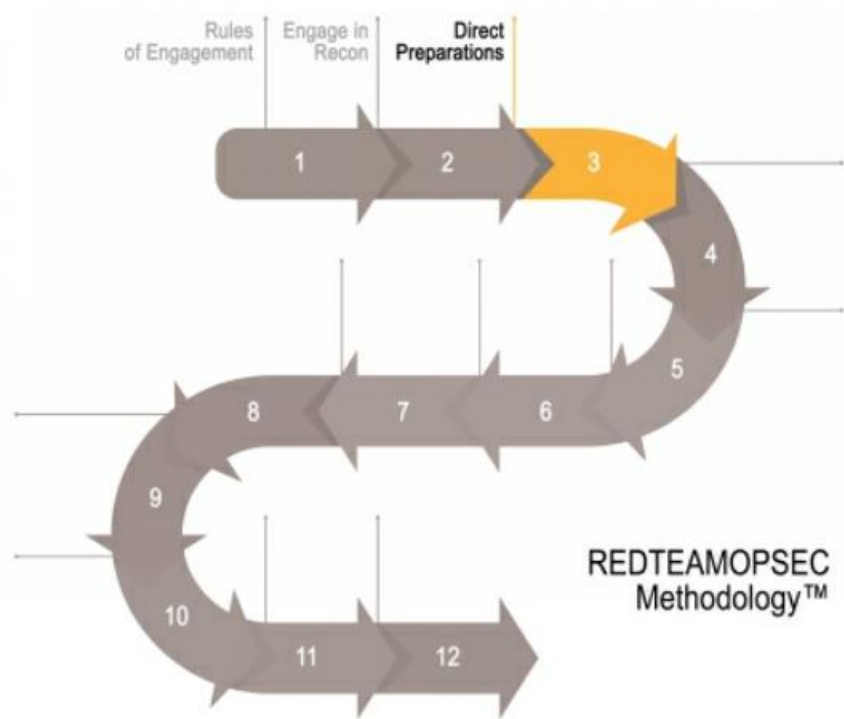 Rules
of Engagement
Engage in
Recon
Direct
Preparations
1
2
3
4
5
6
7
8
9
10
11
12
REDTEAMOPSEC
Methodology™